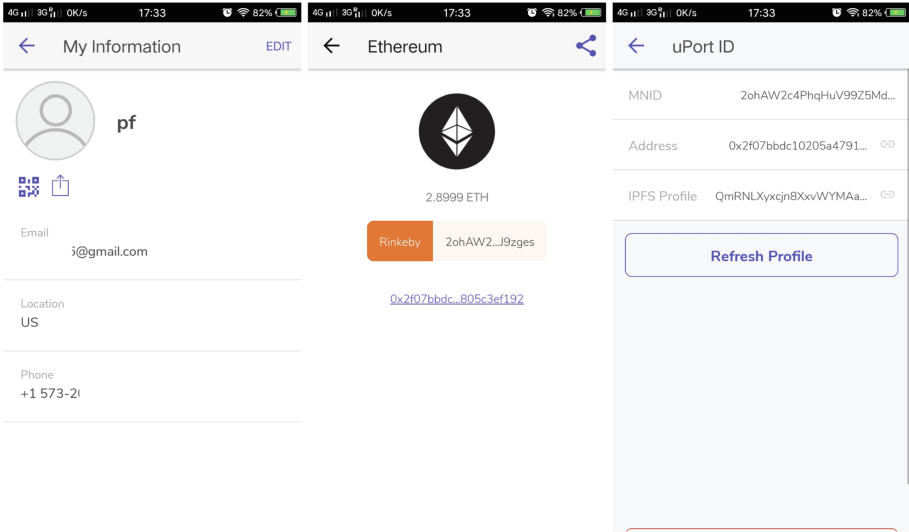 4G 3G R 0K/s 17:33 82%
My Information EDIT
pf
Email
@gmail.com
Location
US
Phone
+1 573-2
4G 3G R 0K/s 17:33 82%
Ethereum
2.8999 ETH
Rinkeby 2ohAW2...J9zges
0x2f07bbdc...805c3ef192
4G 3G R 0K/s 17:33 82%
uPort ID
MNID 2ohAW2c4PhqHuV99Z5Md...
Address 0x2f07bbdc10205a4791...
IPFS Profile QmRNLXyxcjn8XxvWYMAa...
Refresh Profile